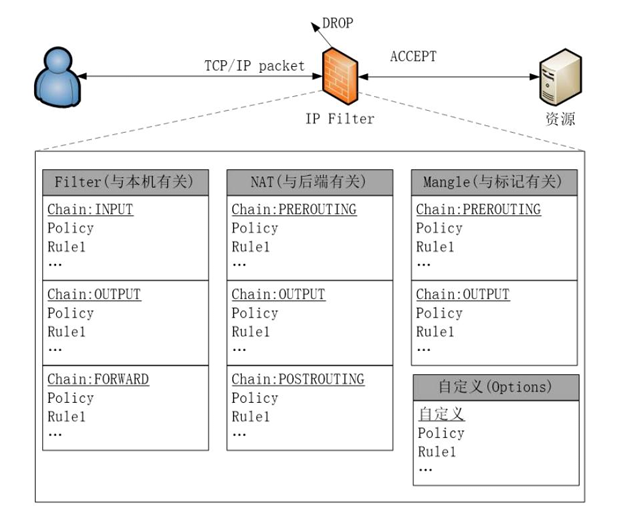 DROP
TCP/IP packet
ACCEPT
IP Filter
资源
Filter(与本机有关)
Chain:INPUT
Policy
Rule1
…
Chain:OUTPUT
Policy
Rule1
…
Chain:FORWARD
Policy
Rule1
…
NAT(与后端有关)
Chain:PREROUTING
Policy
Rule1
…
Chain:OUTPUT
Policy
Rule1
…
Chain:POSTROUTING
Policy
Rule1
…
Mangle(与标记有关)
Chain:PREROUTING
Policy
Rule1
…
Chain:OUTPUT
Policy
Rule1
…
自定义(Options)
自定义
Policy
Rule1
…